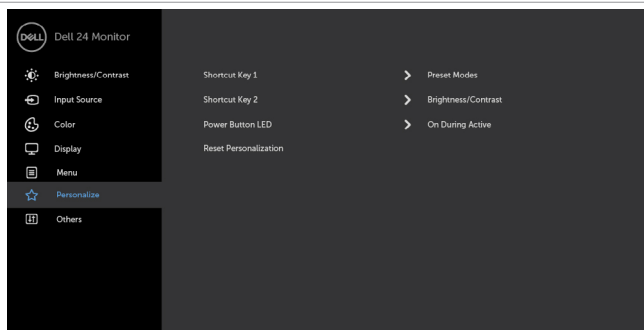 DELL Dell 24 Monitor
Brightness/Contrast Shortcut Key 1 Preset Modes
Input Source Shortcut Key 2 Brightness/Contrast
Color Power Button LED On During Active
Display Reset Personalization
Menu
Personalize
Others